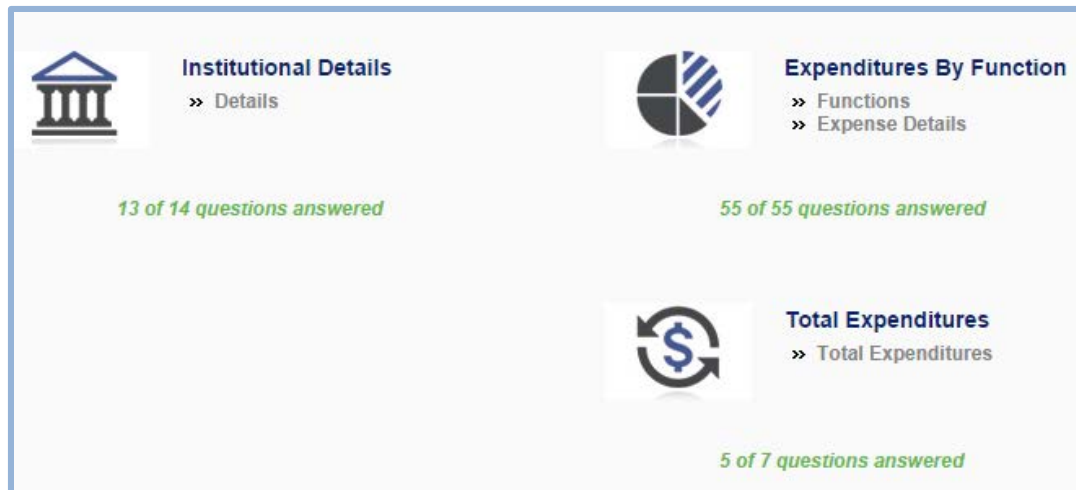 Institutional Details
» Details
13 of 14 questions answered
Expenditures By Function
» Functions
» Expense Details
55 of 55 questions answered
$
Total Expenditures
» Total Expenditures
5 of 7 questions answered